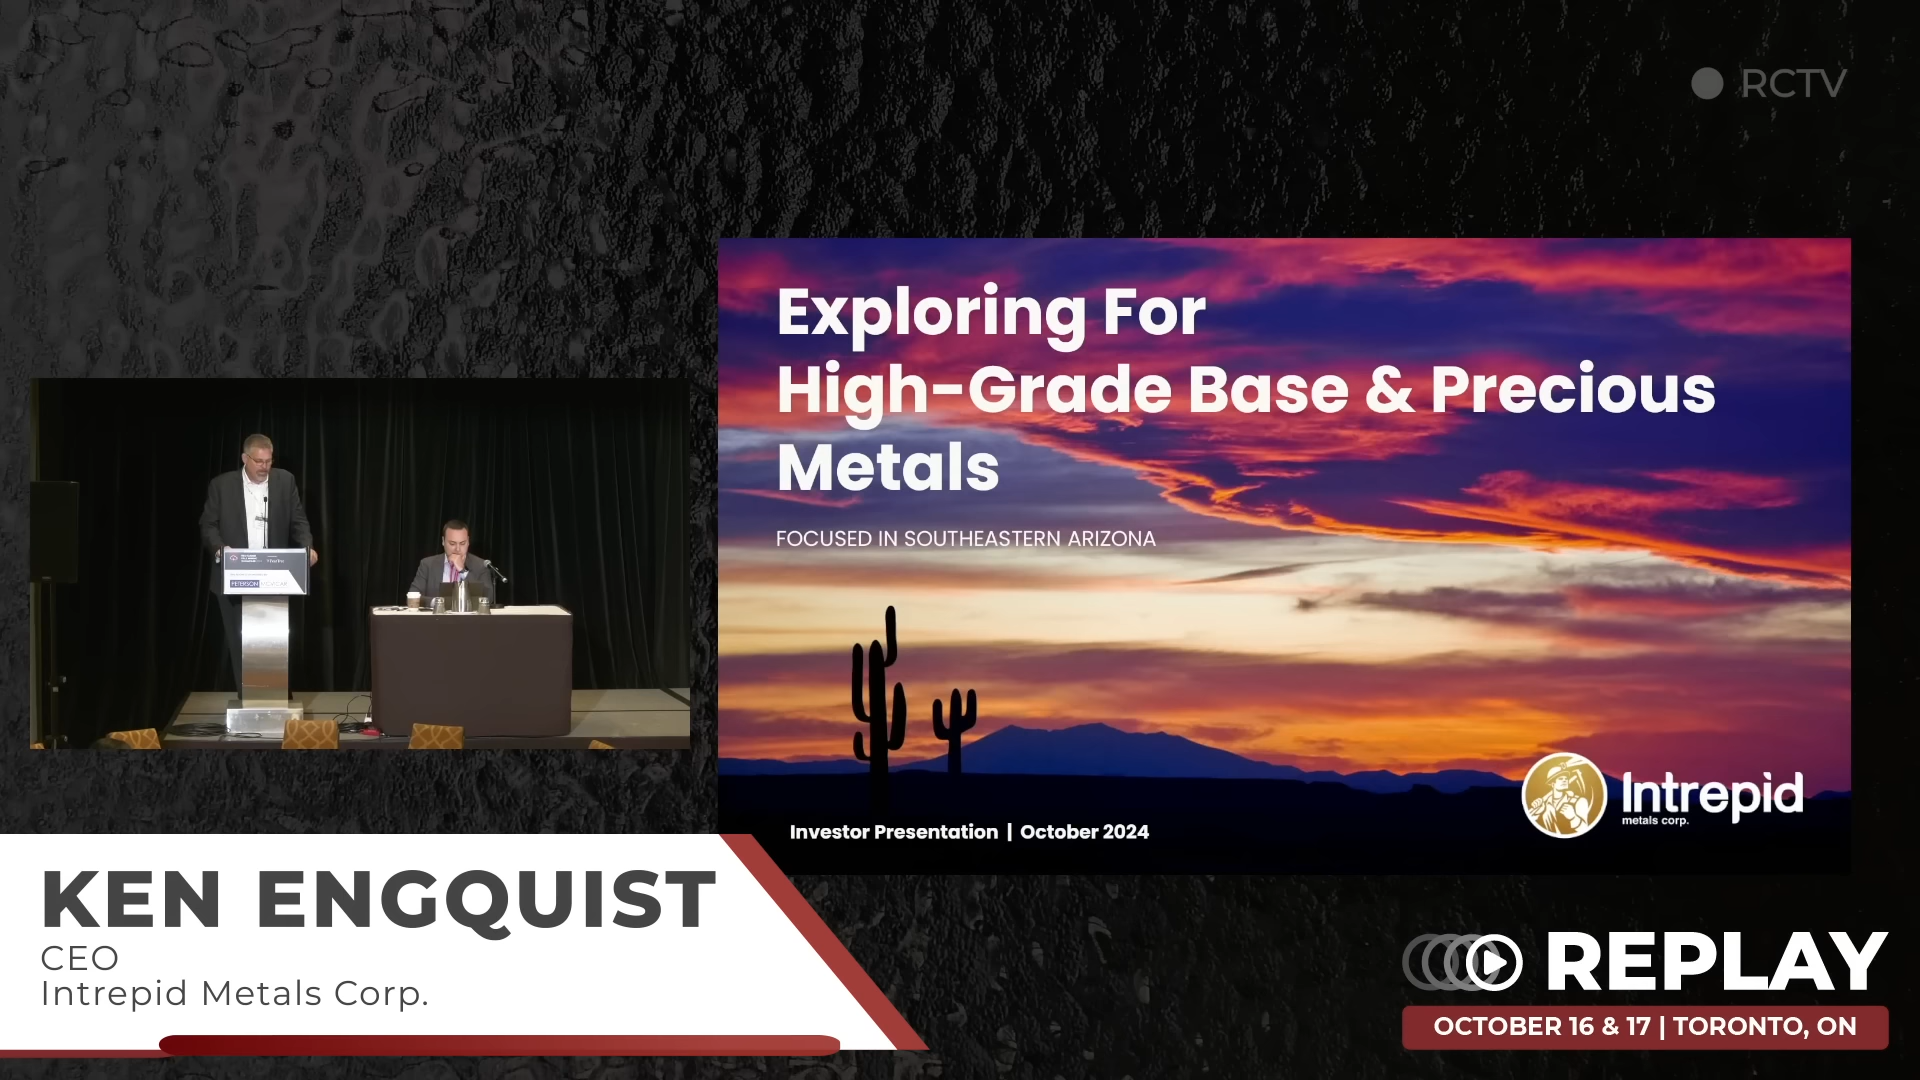 RCTV
Exploring For
High-Grade Base & Precious
Metals
FOCUSED IN SOUTHEASTERN ARIZONA
Intrepid
metals corp.
Investor Presentation | October 2024
PETERSON
KEN ENGQUIST
CEO
Intrepid Metals Corp.
REPLAY
OCTOBER 16 & 17 | TORONTO, ON